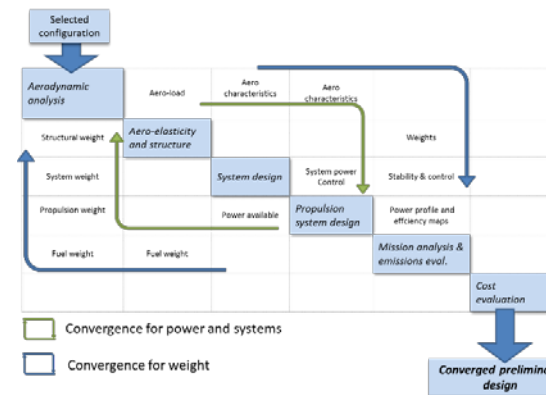 Selected
configuration
Aerodynamic
analysis
Aero-load
Aero
characteristics
Aero
characteristics
Structural weight
Aero-elasticity
and structure
Weights
System weight
System design
System power
Control
Stability & control
Propulsion weight
Power available
Propulsion
system design
Power profile and
effciency maps
Fuel weight
Fuel weight
Mission analysis &
emissions eval.
Cost
evaluation
Convergence for power and systems
Convergence for weight
Converged prelimin
design